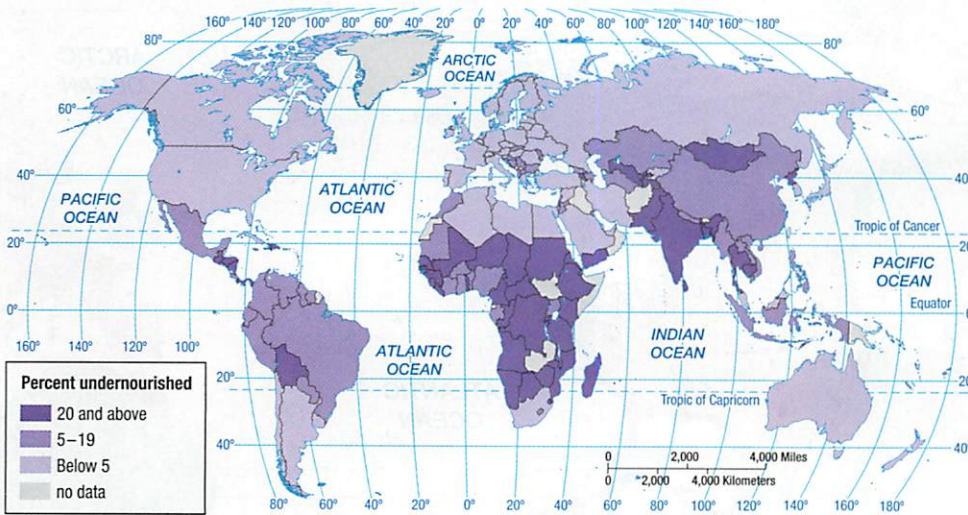 160° 140° 120° 100° 80° 60° 40° 20° 0° 20° 40° 60° 80° 100° 120° 140° 160° 180°
80° 80°
ARCTIC
OCEAN
60° 60°
40° 40°
PACIFIC
OCEAN
ATLANTIC
OCEAN
Tropic of Cancer
20° 20°
PACIFIC
OCEAN
Equator
0° 0°
160° 140° 120° 100°
ATLANTIC
OCEAN
INDIAN
OCEAN
20° 20°
Tropic of Capricorn
40° 40°
Percent undernourished
20 and above
5–19
Below 5
no data
0 2,000 4,000 Miles
0 2,000 4,000 Kilometers
80° 60° 40° 20° 0° 20° 40° 60° 80° 100° 120° 140° 160° 180°